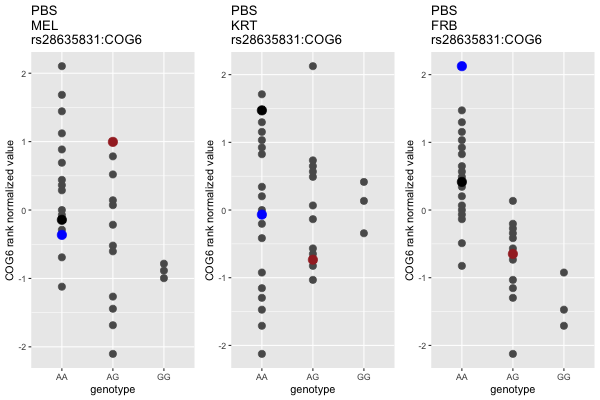 PBS
MEL
rs28635831:COG6
COG6 rank normalized value
2
1
0
-1
-2
AA
AG
GG
genotype
PBS
KRT
rs28635831:COG6
COG6 rank normalized value
2
1
0
-1
-2
AA
AG
GG
genotype
PBS
FRB
rs28635831:COG6
COG6 rank normalized value
2
1
0
-1
-2
AA
AG
GG
genotype